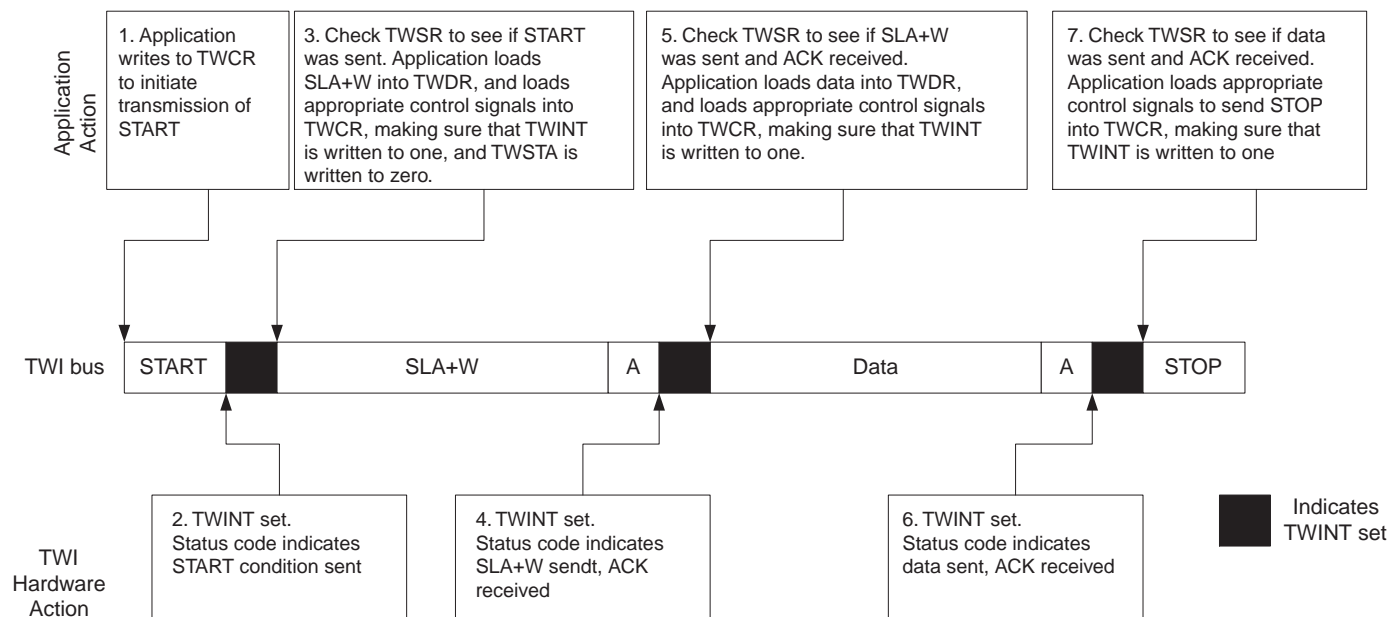 Application
Action
1. Application
writes to TWCR
to initiate
transmission of
START
3. Check TWSR to see if START
was sent. Application loads
SLA+W into TWDR, and loads
appropriate control signals into
TWCR, making sure that TWINT
is written to one, and TWSTA is
written to zero.
5. Check TWSR to see if SLA+W
was sent and ACK received.
Application loads data into TWDR,
and loads appropriate control signals
into TWCR, making sure that TWINT
is written to one.
7. Check TWSR to see if data
was sent and ACK received.
Application loads appropriate
control signals to send STOP
into TWCR, making sure that
TWINT is written to one
TWI bus
START
SLA+W
A
Data
A
STOP
TWI
Hardware
Action
2. TWINT set.
Status code indicates
START condition sent
4. TWINT set.
Status code indicates
SLA+W sendt, ACK
received
6. TWINT set.
Status code indicates
data sent, ACK received
Indicates
TWINT set